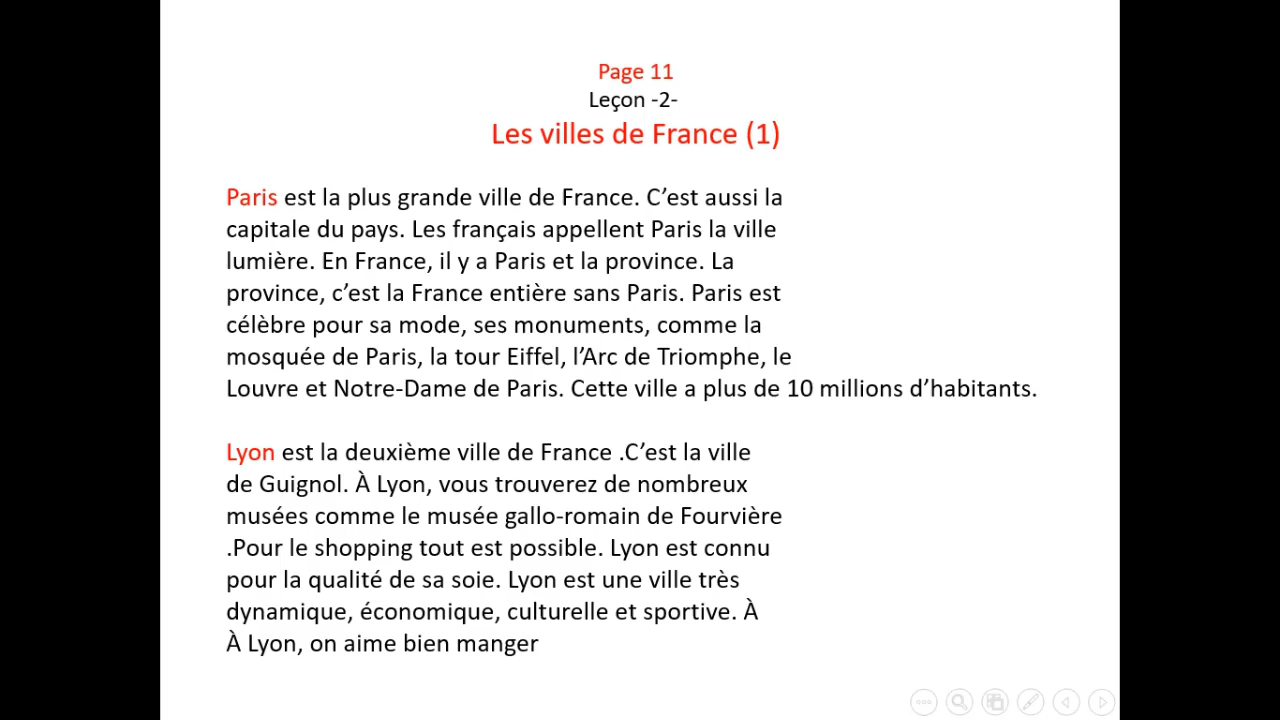 Page 11
Leçon -2-
Les villes de France (1)
Paris est la plus grande ville de France. C’est aussi la
capitale du pays. Les français appellent Paris la ville
lumière. En France, il y a Paris et la province. La
province, c’est la France entière sans Paris. Paris est
célèbre pour sa mode, ses monuments, comme la
mosquée de Paris, la tour Eiffel, l’Arc de Triomphe, le
Louvre et Notre-Dame de Paris. Cette ville a plus de 10 millions d’habitants.
Lyon est la deuxième ville de France .C’est la ville
de Guignol. À Lyon, vous trouverez de nombreux
musées comme le musée gallo-romain de Fourvière
.Pour le shopping tout est possible. Lyon est connu
pour la qualité de sa soie. Lyon est une ville très
dynamique, économique, culturelle et sportive. À
À Lyon, on aime bien manger